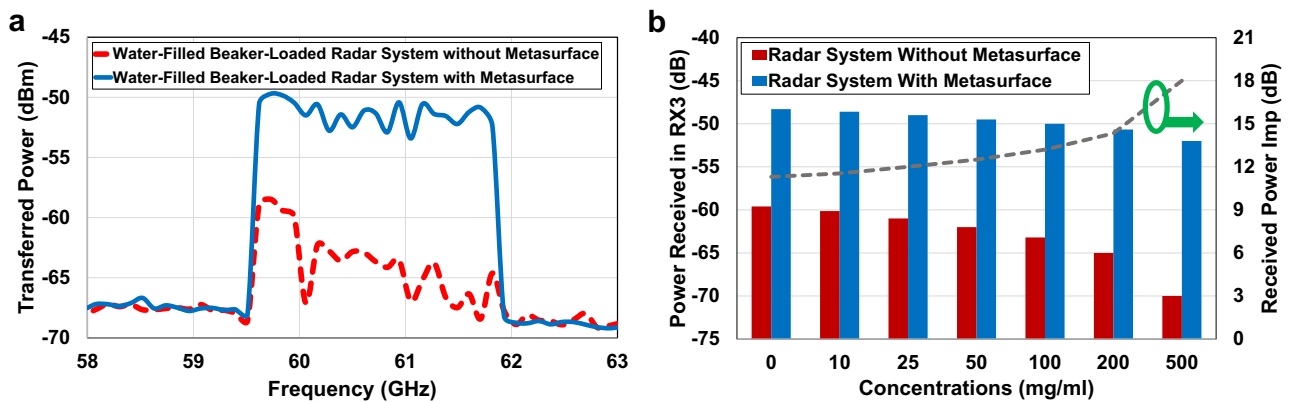 a
-45
-50
-55
-60
-65
-70
Transferred Power (dBm)
Water-Filled Beaker-Loaded Radar System without Metasurface
Water-Filled Beaker-Loaded Radar System with Metasurface
58 59 60 61 62 63
Frequency (GHz)
b
-40
-45
-50
-55
-60
-65
-70
-75
Power Received in RX3 (dB)
Radar System Without Metasurface
Radar System With Metasurface
21
18
15
12
9
6
3
0
Received Power Imp (dB)
0 10 25 50 100 200 500
Concentrations (mg/ml)